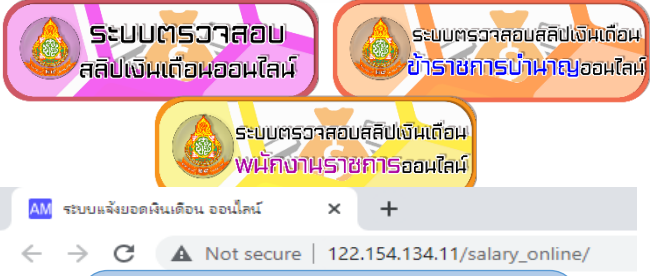 ระบบตรวจสอบ
สลิปเงินเดือนออนไลน์
ระบบตรวจสอบสลิปเงินเดือน
ข้าราชการบำนาญออนไลน์
ระบบตรวจสอบสลิปเงินเดือน
พนักงานราชการออนไลน์
AM ระบบแจ้งยอดเงินเดือน ออนไลน์
Not secure | 122.154.134.11/salary_online/